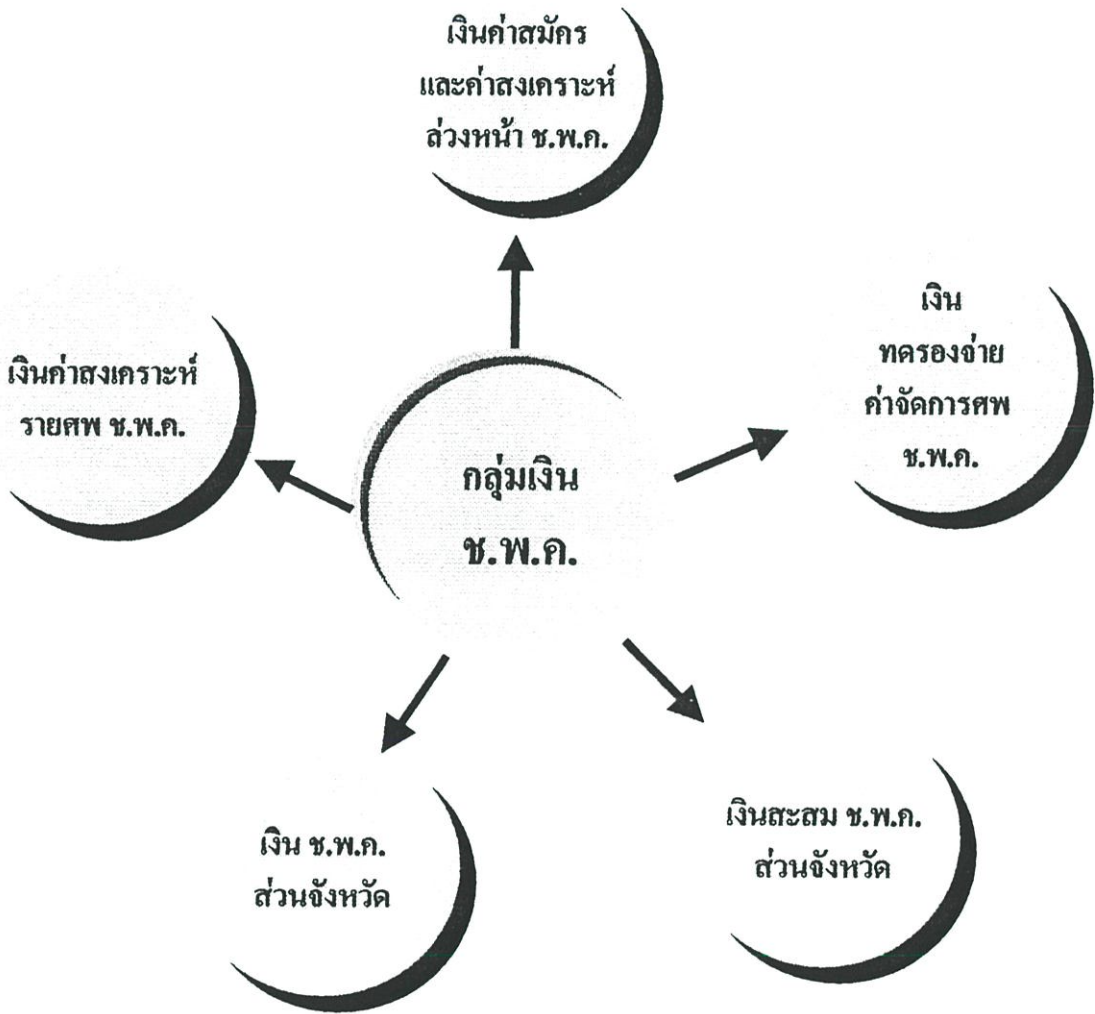 เงินค่าสมัคร
และค่าสงเคราะห์
ล่วงหน้า ช.พ.ค.
เงิน
ทดรองจ่าย
ค่าจัดการศพ
ช.พ.ค.
เงินค่าสงเคราะห์
รายศพ ช.พ.ค.
กลุ่มเงิน
ช.พ.ค.
เงิน ช.พ.ค.
ส่วนจังหวัด
เงินสะสม ช.พ.ค.
ส่วนจังหวัด